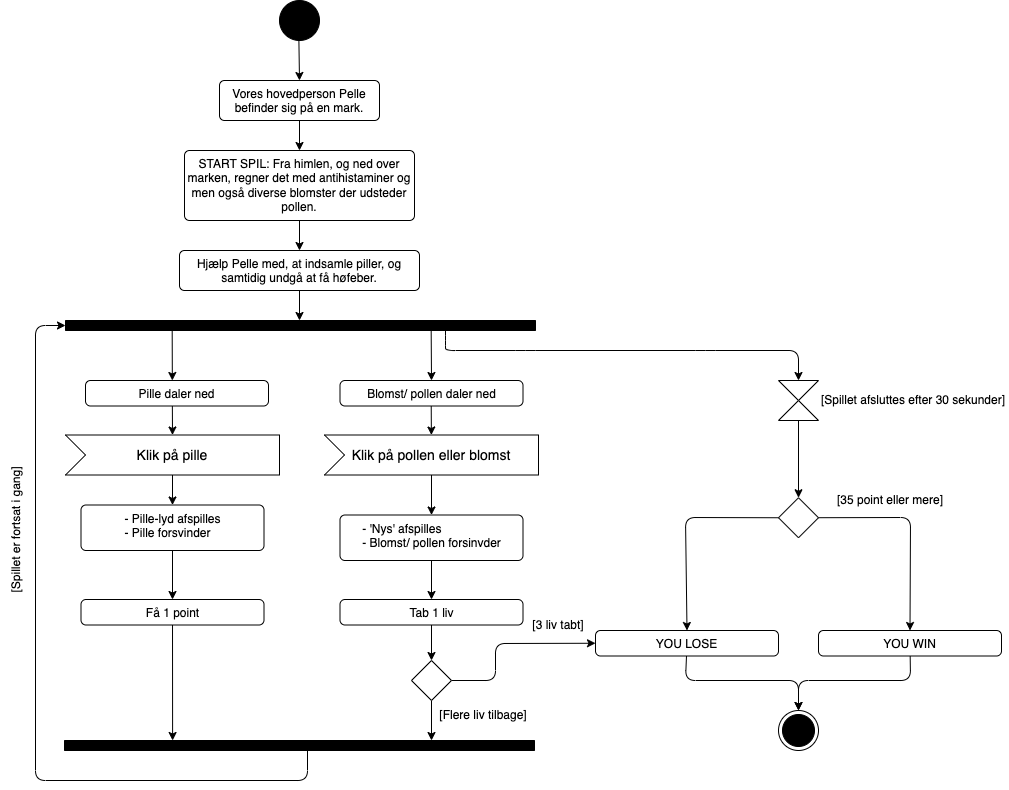 Vores hovedperson Pelle
befinder sig på en mark.
START SPIL: Fra himlen, og ned over
marken, regner det med antihistaminer og
men også diverse blomster der udsteder
pollen.
Hjælp Pelle med, at indsamle piller, og
samtidig undgå at få høfeber.
Pille daler ned
Blomst/ pollen daler ned
[Spillet afsluttes efter 30 sekunder]
Klik på pille
Klik på pollen eller blomst
[35 point eller mere]
- Pille-lyd afspilles
- Pille forsvinder
- 'Nys' afspilles
- Blomst/ pollen forsinvder
[Spillet er fortsat i gang]
Få 1 point
Tab 1 liv
[3 liv tabt]
YOU LOSE
YOU WIN
[Flere liv tilbage]